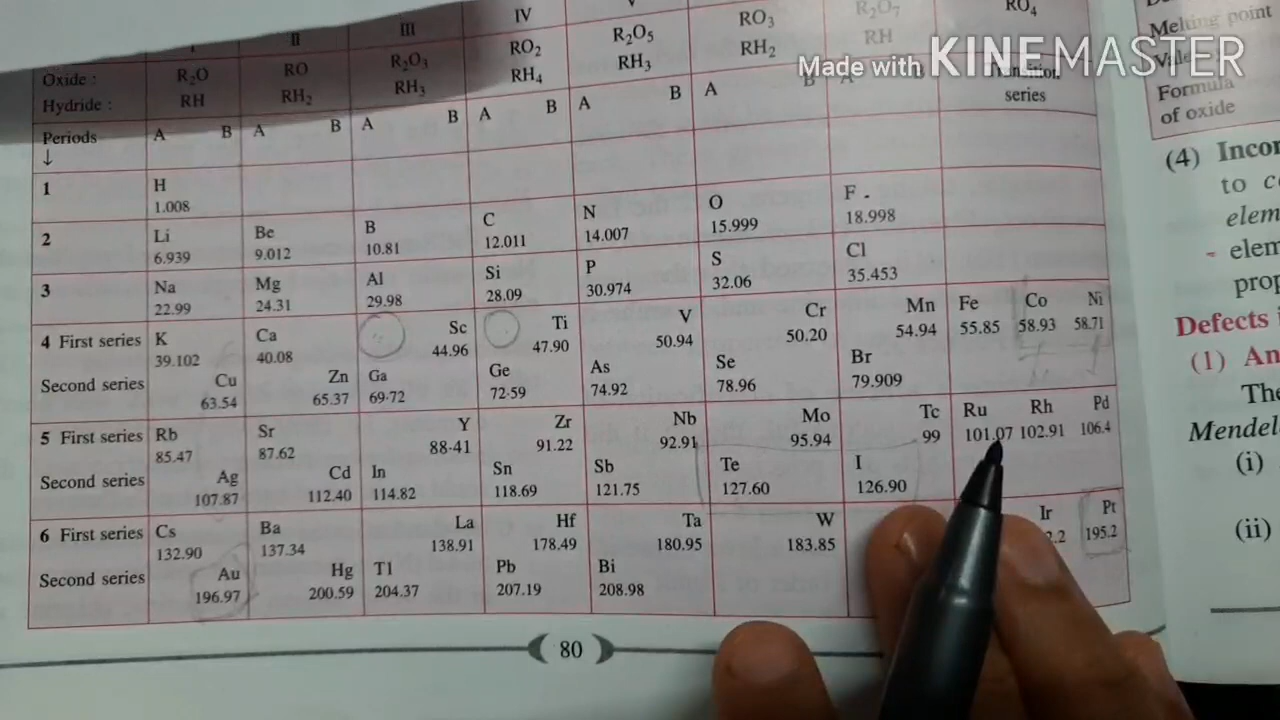 III IV V
II
Oxide : R₂O RO R₂O₃ RO₂ R₂O₅ RO₃ R₂O₇ RO₄
Hydride : RH RH₂ RH₃ RH₄ RH₃ RH₂ RH series
Periods A B A B A B A B A B A B A
↓
1 H
1.008
2 Li Be B C N O F
6.939 9.012 10.81 12.011 14.007 15.999 18.998
3 Na Mg Al Si P S Cl
22.99 24.31 29.98 28.09 30.974 32.06 35.453
4 First series K Ca Sc Ti V Cr Mn Fe Co Ni
39.102 40.08 44.96 47.90 50.94 50.20 54.94 55.85 58.93 58.71
Second series Cu Zn Ga Ge As Se Br
63.54 65.37 69·72 72·59 74.92 78.96 79.909
5 First series Rb Sr Y Zr Nb Mo Tc Ru Rh Pd
85.47 87.62 88·41 91.22 92.91 95.94 99 101.07 102.91 106.4
Second series Ag Cd In Sn Sb Te I
107.87 112.40 114.82 118.69 121.75 127.60 126.90
6 First series Cs Ba La Hf Ta W Ir Pt
132.90 137.34 138.91 178.49 180.95 183.85 2.2 195.2
Second series Au Hg Tl Pb Bi
196.97 200.59 204.37 207.19 208.98
80
Made with KINEMASTER
Melting point
Formula
of oxide
(4) Incor
to co
elem
- elem
prop
Defects i
(1) An
The
Mendel
(i)
(ii)